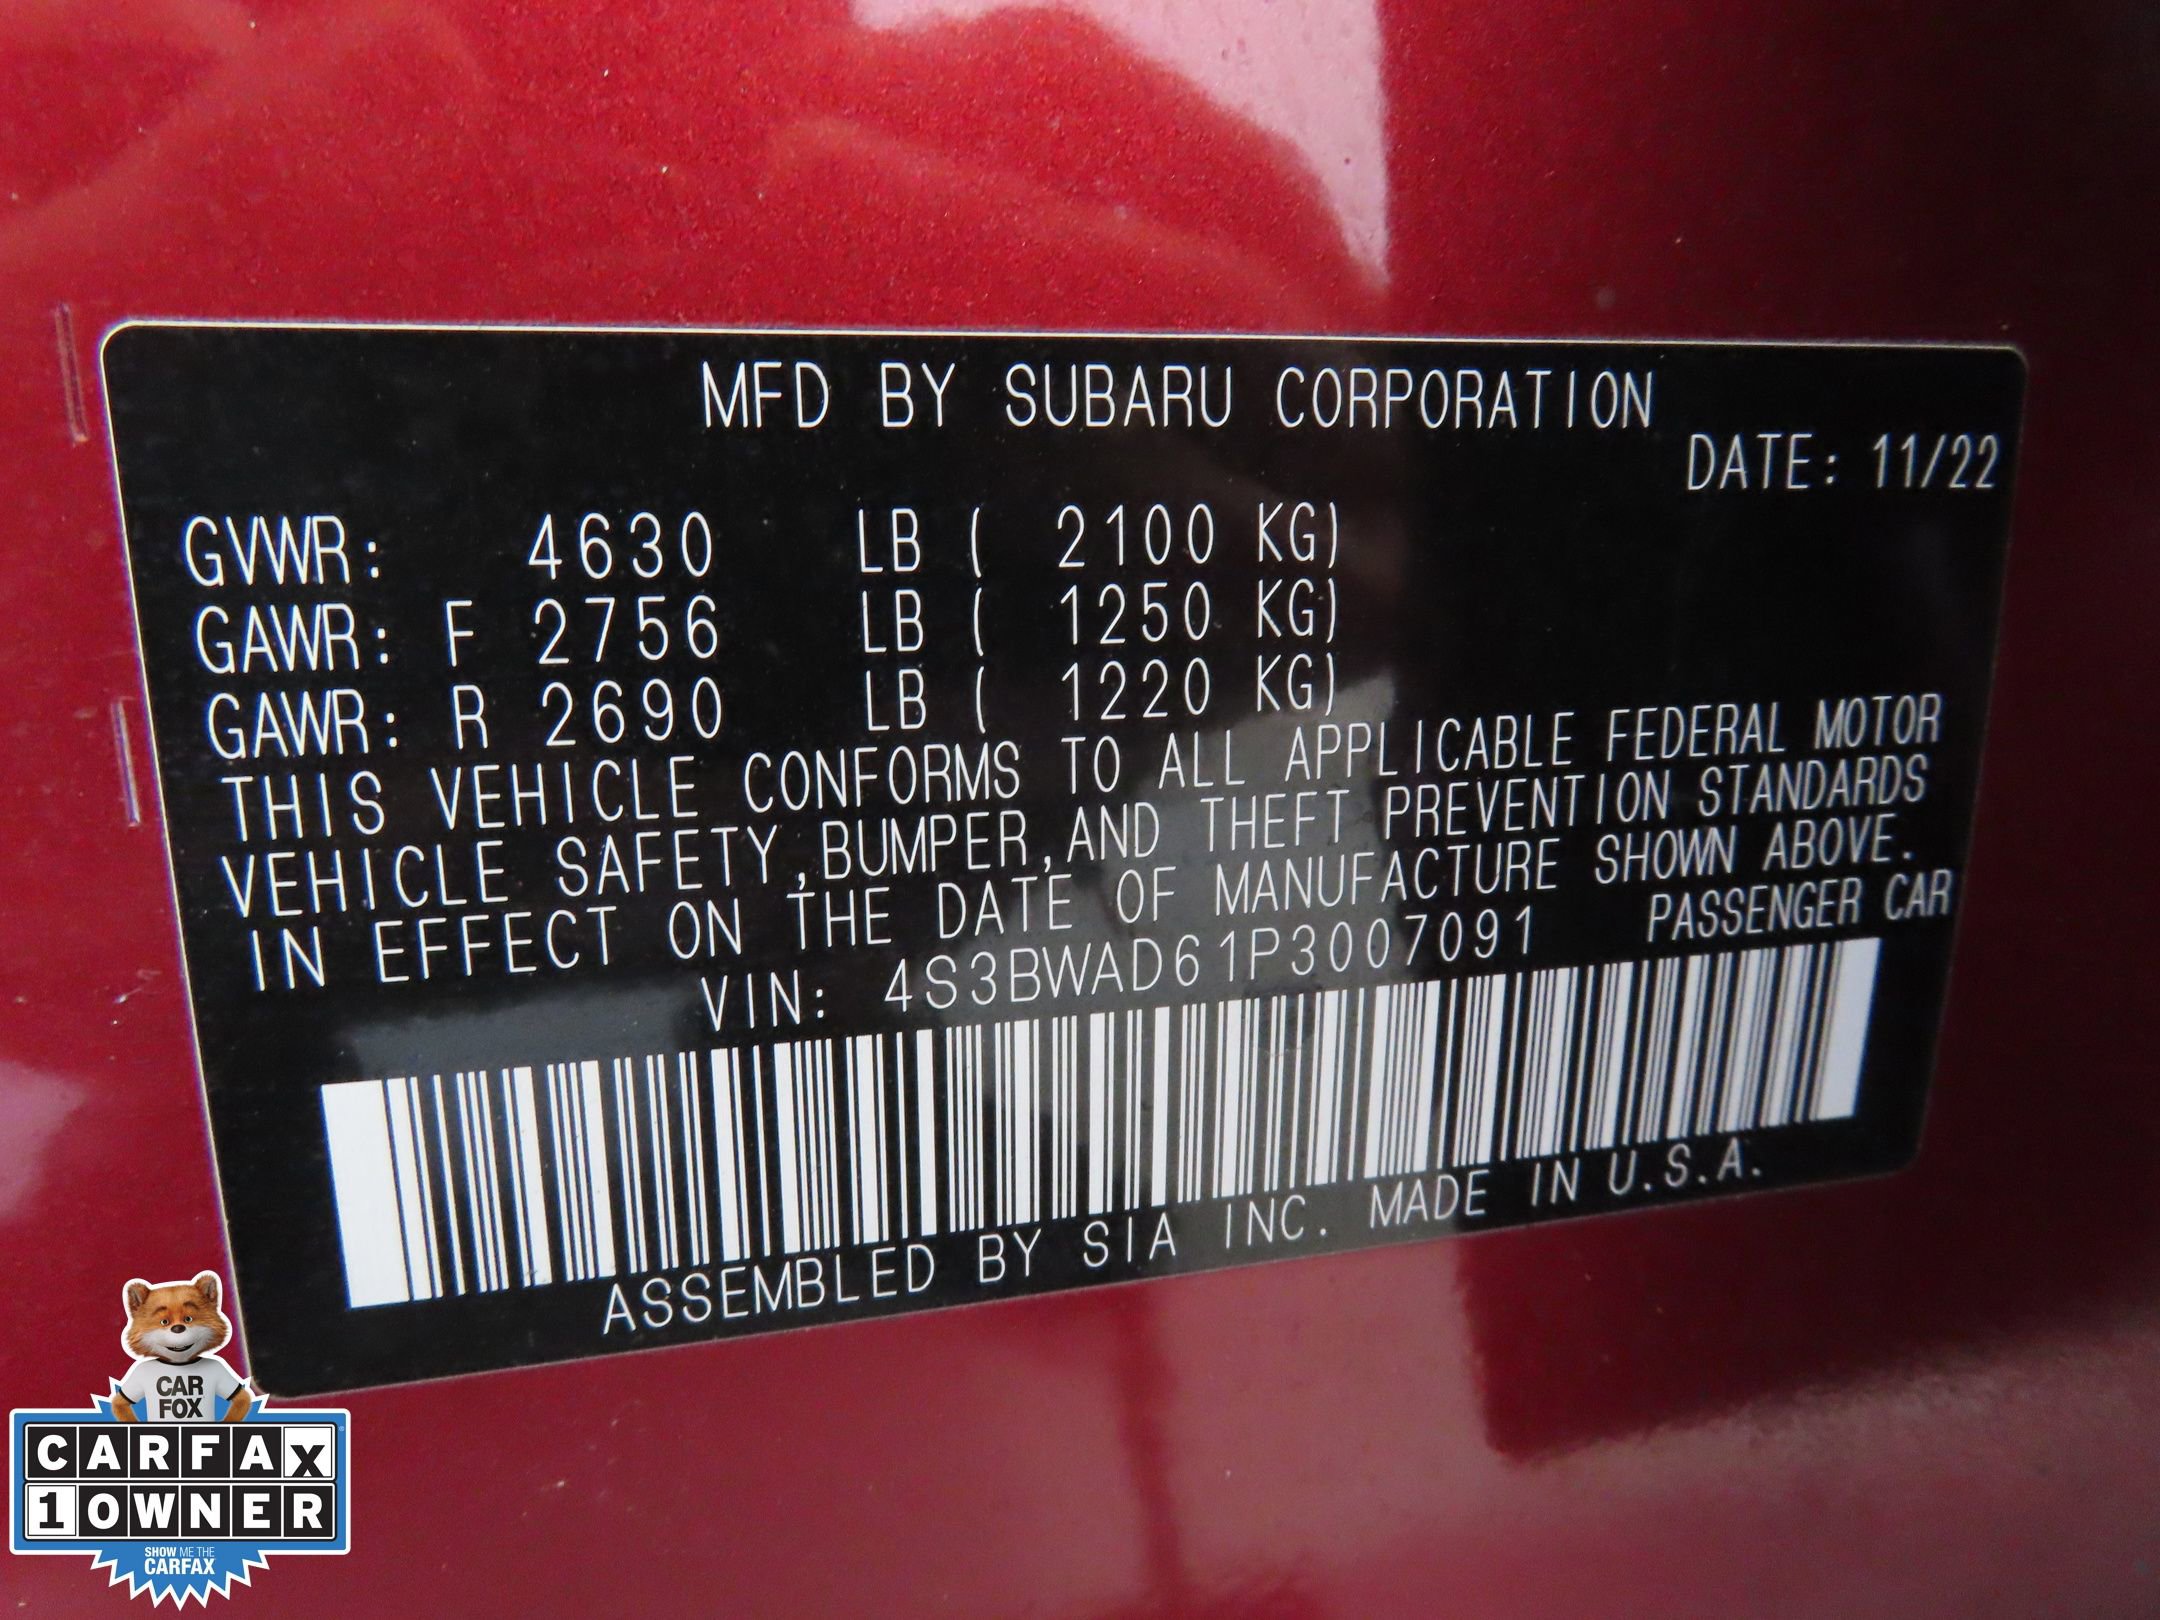 MFD BY SUBARU CORPORATION
DATE: 11/22
GVWR: 4630 LB ( 2100 KG)
GAWR: F 2756 LB ( 1250 KG)
GAWR: R 2690 LB ( 1220 KG)
THIS VEHICLE CONFORMS TO ALL APPLICABLE FEDERAL MOTOR
VEHICLE SAFETY,BUMPER,AND THEFT PREVENTION STANDARDS
IN EFFECT ON THE DATE OF MANUFACTURE SHOWN ABOVE.
VIN: 4S3BWAD61P3007091 PASSENGER CAR
ASSEMBLED BY SIA INC. MADE IN U.S.A.
CAR
FOX
CARFAX
1 OWNER
SHOW ME THE
CARFAX